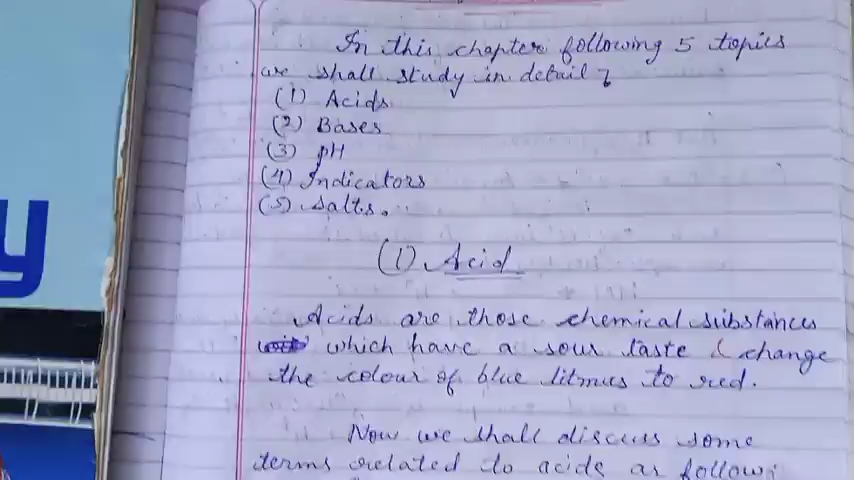 In this chapter following 5 topics
we shall study in detail :
(1) Acids
(2) Bases
(3) pH
(4) Indicators
(5) Salts.
(1) Acid
Acids are those chemical substances
which have a sour taste & change
the colour of blue litmus to red.
Now we shall discuss some
terms related to acids as follow:
y